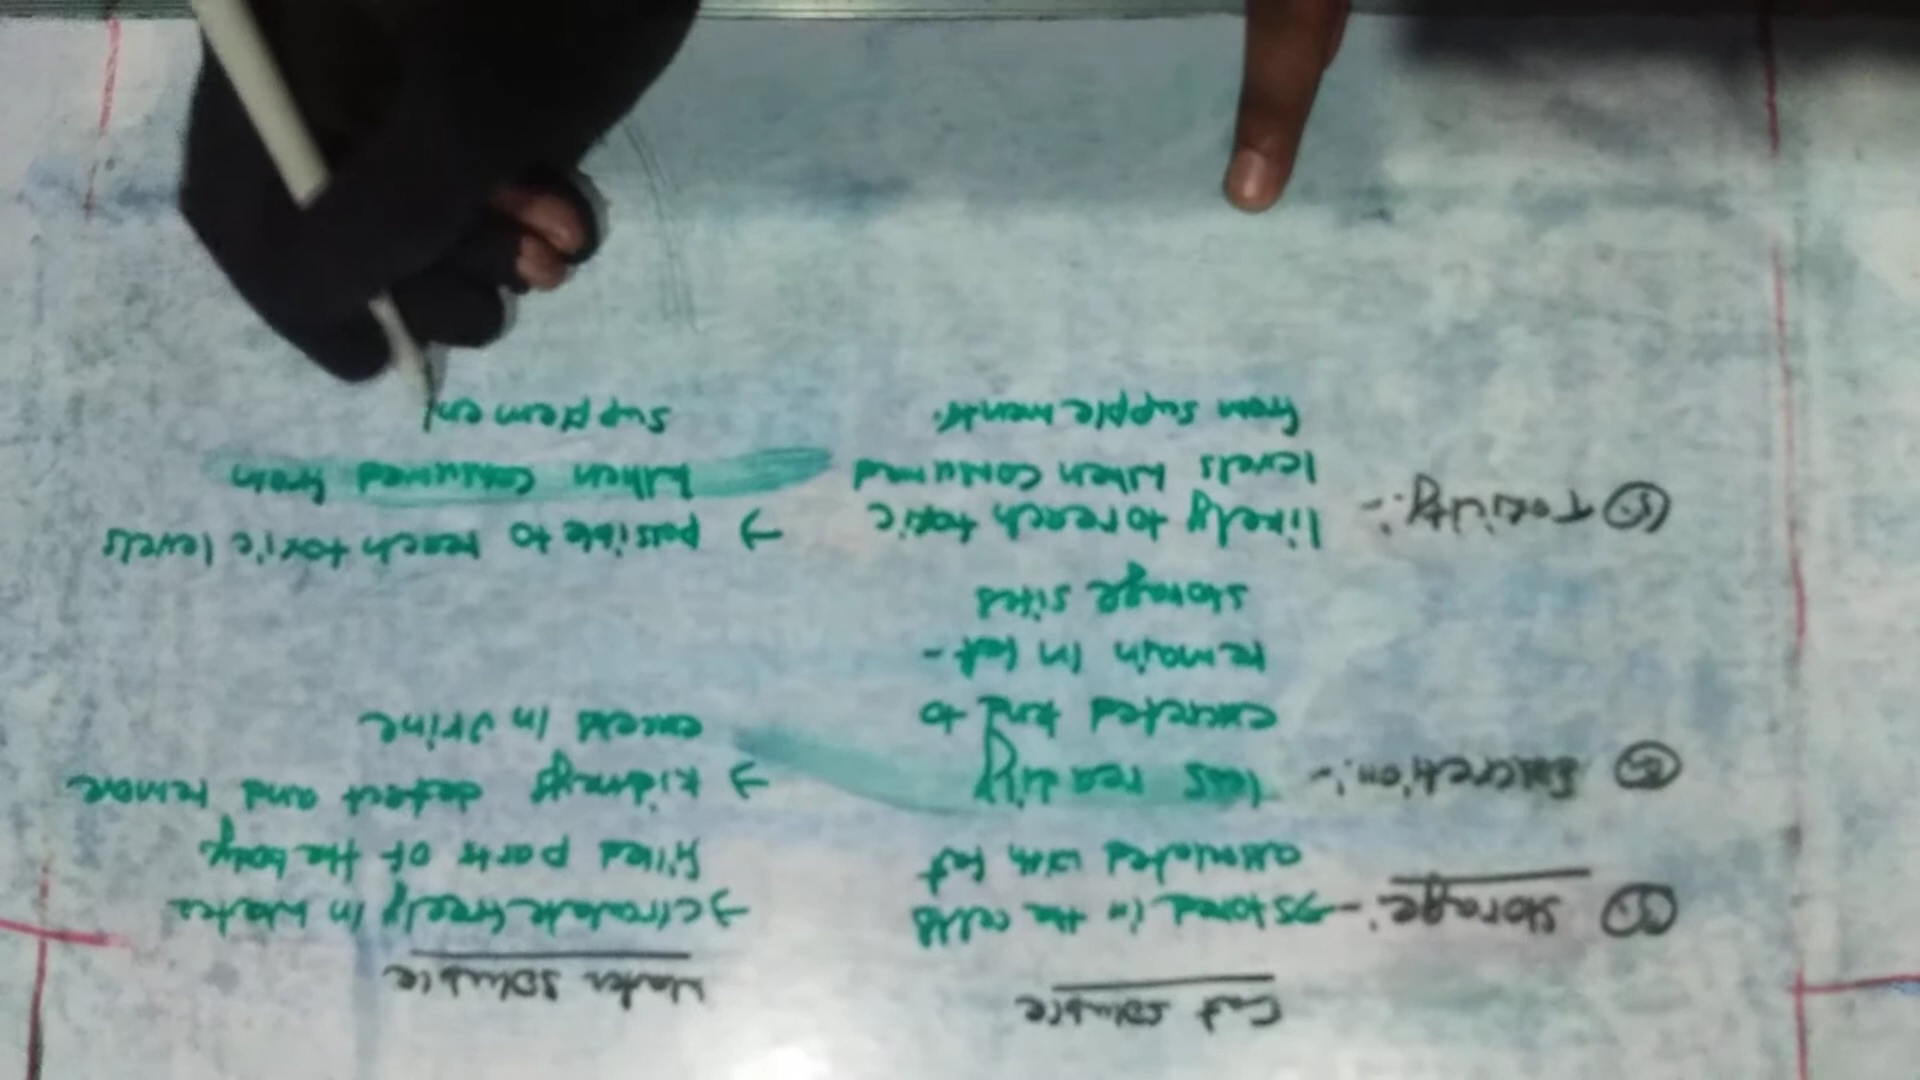 Fat soluble
Water soluble
③ Storage:- →stored in the cells
associated with fat
→circulate freely in water
filled parts of the body
④ Excretion:- less readily
excreted tend to
remain in fat-
storage sites
→ kidneys detect and remove
excess in urine
⑤ Toxicity:- likely to reach toxic
levels when consumed
from supplements.
→ possible to reach toxic levels
when consumed from
supplemen